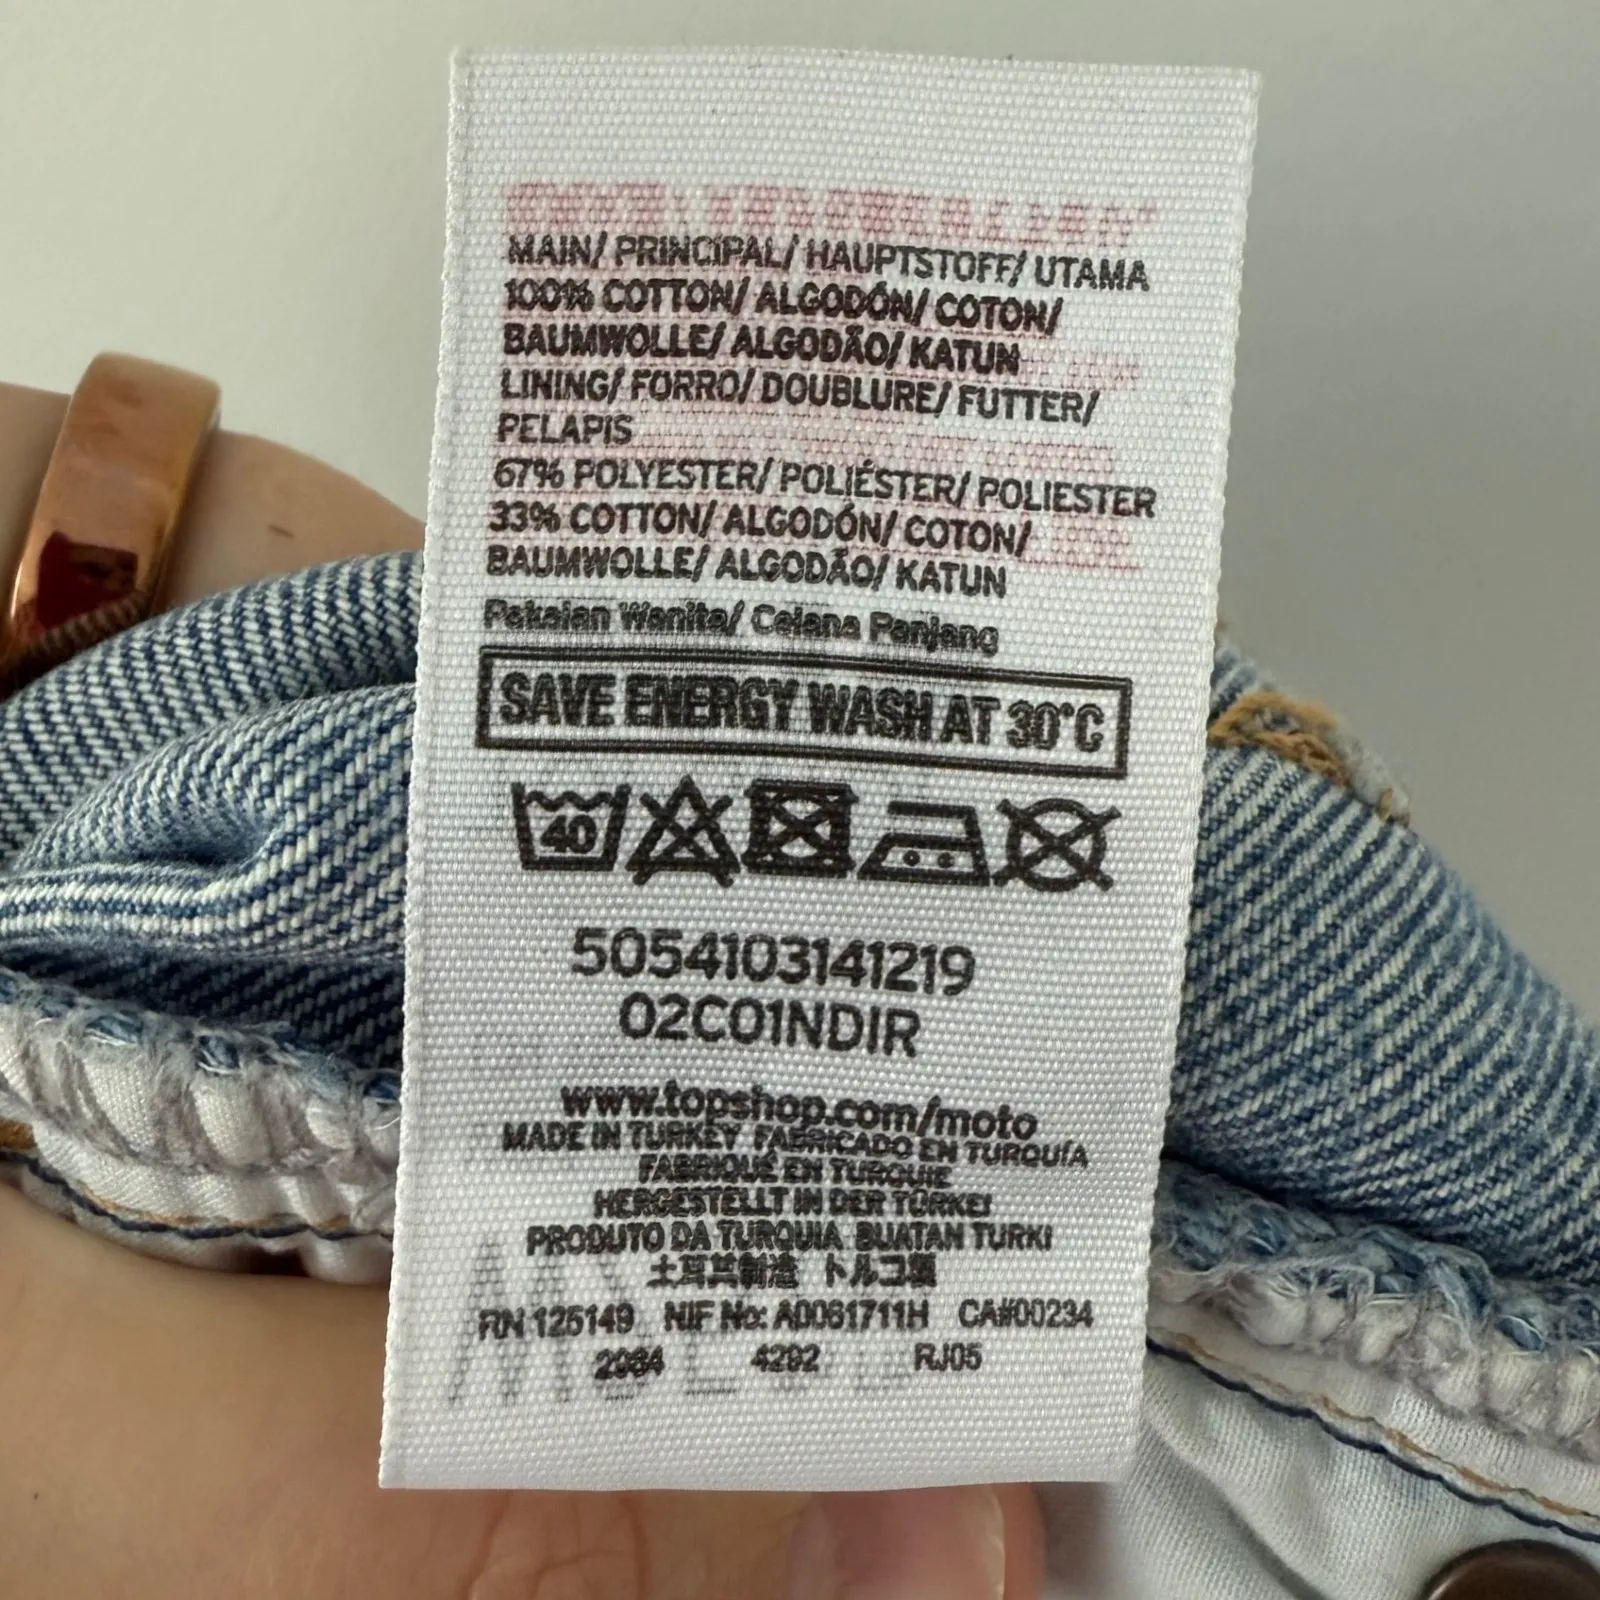 MAIN/ PRINCIPAL/ HAUPTSTOFF/ UTAMA
100% COTTON/ ALGODÓN/ COTON/
BAUMWOLLE/ ALGODÃO/ KATUN
LINING/ FORRO/ DOUBLURE/ FUTTER/
PELAPIS
67% POLYESTER/ POLIÉSTER/ POLIESTER
33% COTTON/ ALGODÓN/ COTON/
BAUMWOLLE/ ALGODÃO/ KATUN
Pakaian Wanita/ Celana Panjang
SAVE ENERGY WASH AT 30°C
40
5054103141219
02C01NDIR
www.topshop.com/moto
MADE IN TURKEY FABRICADO EN TURQUÍA
FABRIQUÉ EN TURQUIE
HERGESTELLT IN DER TÜRKEI
PRODUTO DA TURQUIA BUATAN TURKI
土耳其制造 トルコ製
RN 125149 NIF No: A0061711H CA#00234
4292 RJ05